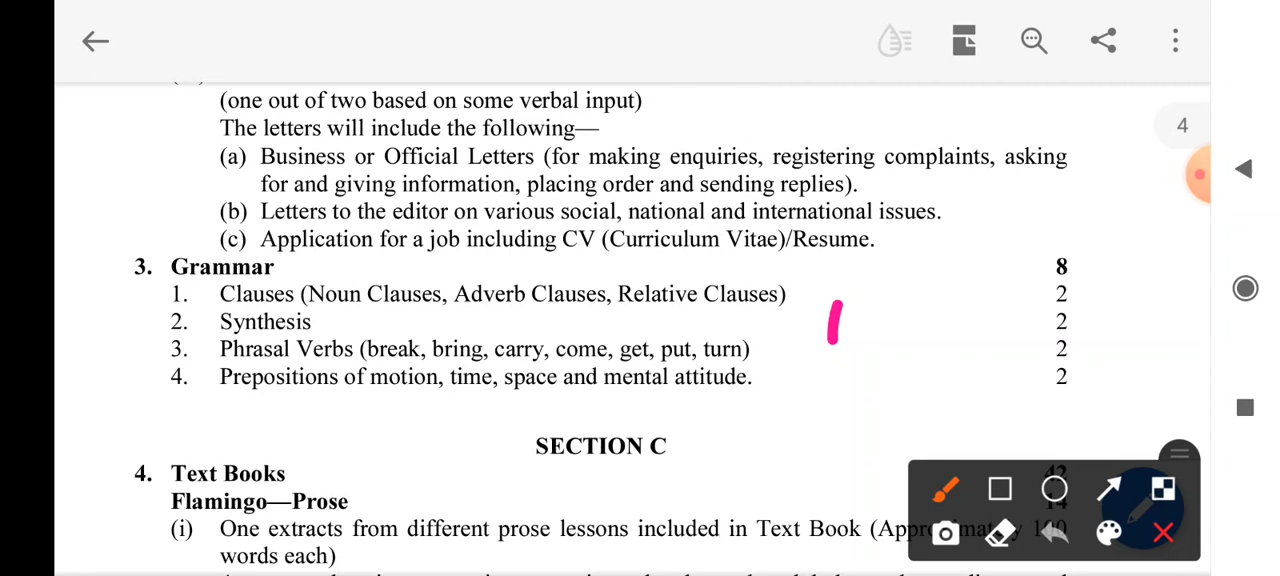 (one out of two based on some verbal input)
The letters will include the following—
4
(a) Business or Official Letters (for making enquiries, registering complaints, asking
for and giving information, placing order and sending replies).
(b) Letters to the editor on various social, national and international issues.
(c) Application for a job including CV (Curriculum Vitae)/Resume.
3. Grammar 8
1. Clauses (Noun Clauses, Adverb Clauses, Relative Clauses) 2
2. Synthesis 2
3. Phrasal Verbs (break, bring, carry, come, get, put, turn) 2
4. Prepositions of motion, time, space and mental attitude. 2
SECTION C
4. Text Books 42
Flamingo—Prose 14
(i) One extracts from different prose lessons included in Text Book (Approximately 100
words each)